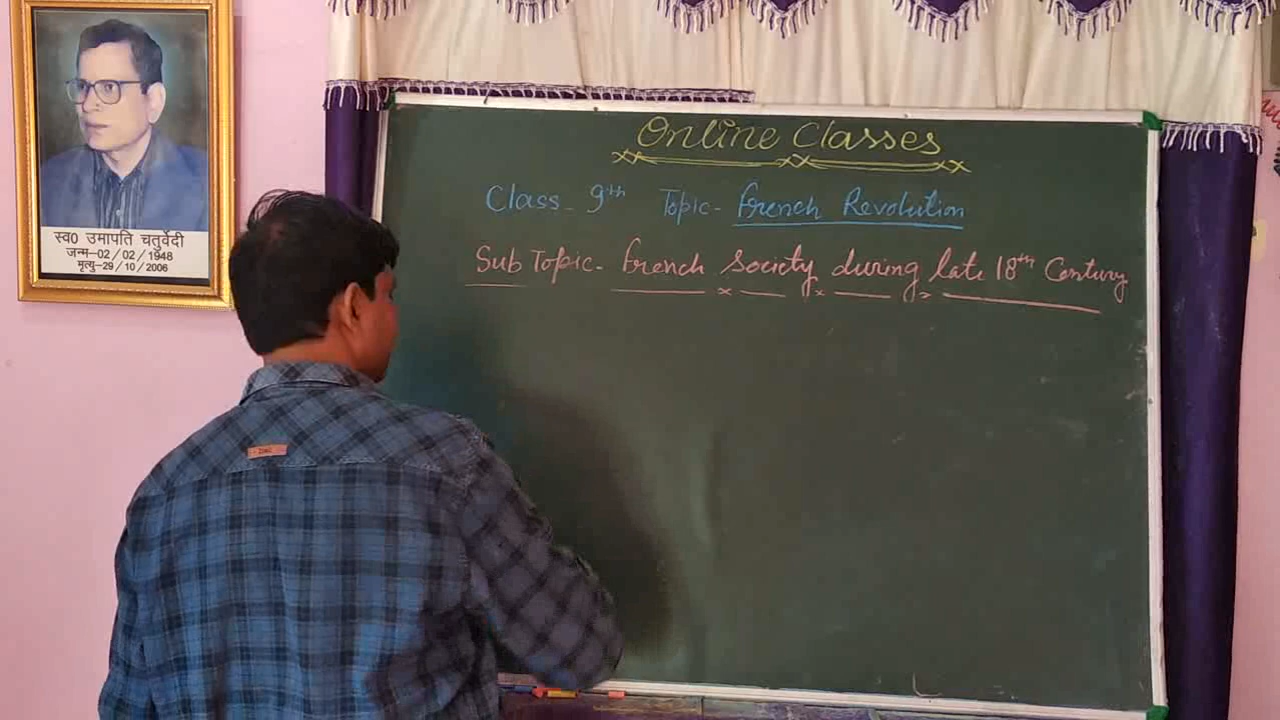 स्व0 उमापति चतुर्वेदी
जन्म–02/02/1948
मृत्यु–29/10/2006
Online Classes
Class - 9th Topic - French Revolution
Sub Topic - French Society during late 18th Century